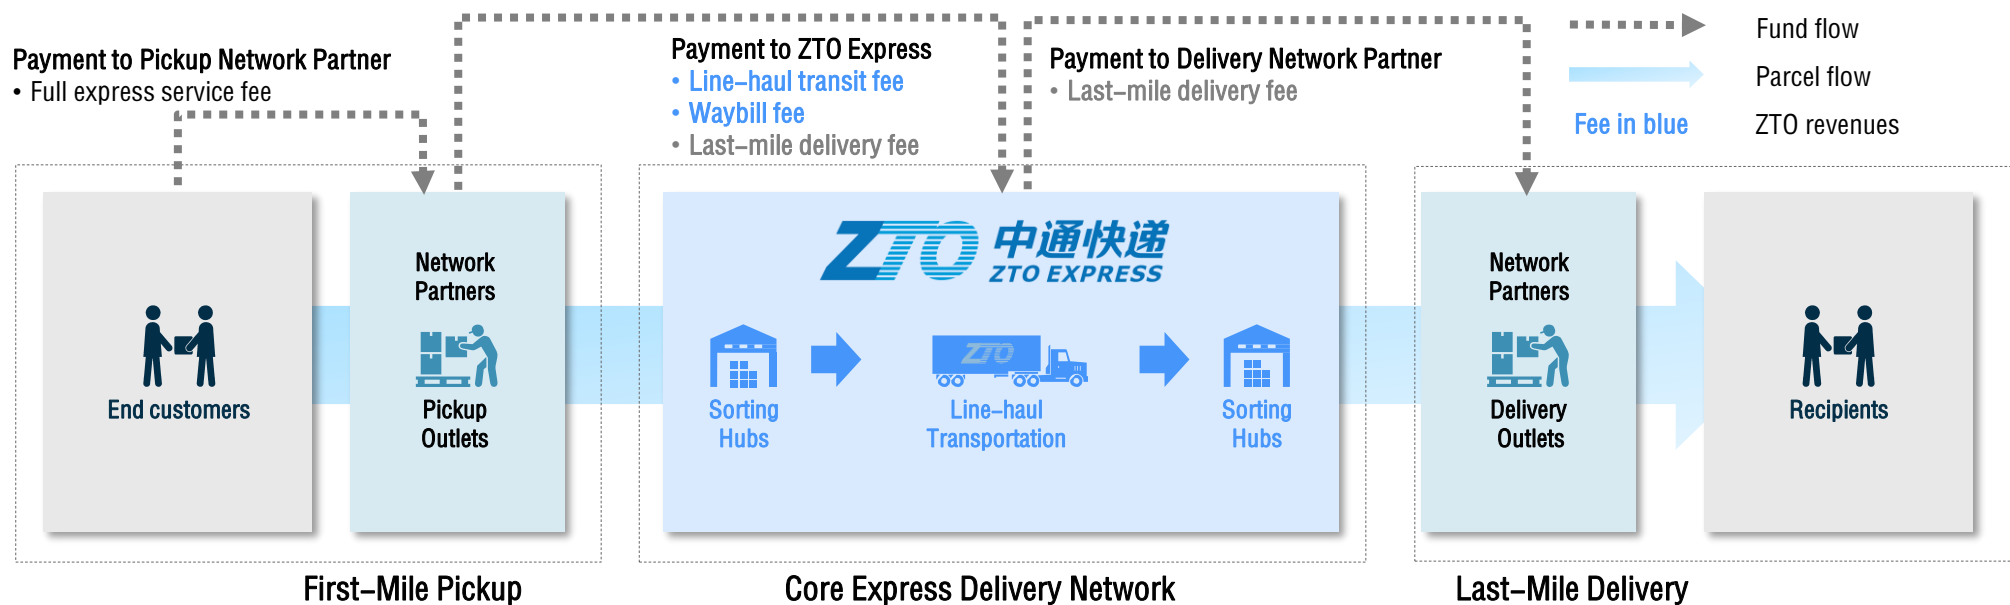 Payment to Pickup Network Partner
• Full express service fee
Payment to ZTO Express
• Line-haul transit fee
• Waybill fee
• Last-mile delivery fee
Payment to Delivery Network Partner
• Last-mile delivery fee
Fund flow
Parcel flow
Fee in blue ZTO revenues
End customers
Network
Partners
Pickup
Outlets
ZTO 中通快递
ZTO EXPRESS
Sorting
Hubs
ZTO
Line-haul
Transportation
Sorting
Hubs
Network
Partners
Delivery
Outlets
Recipients
First-Mile Pickup
Core Express Delivery Network
Last-Mile Delivery